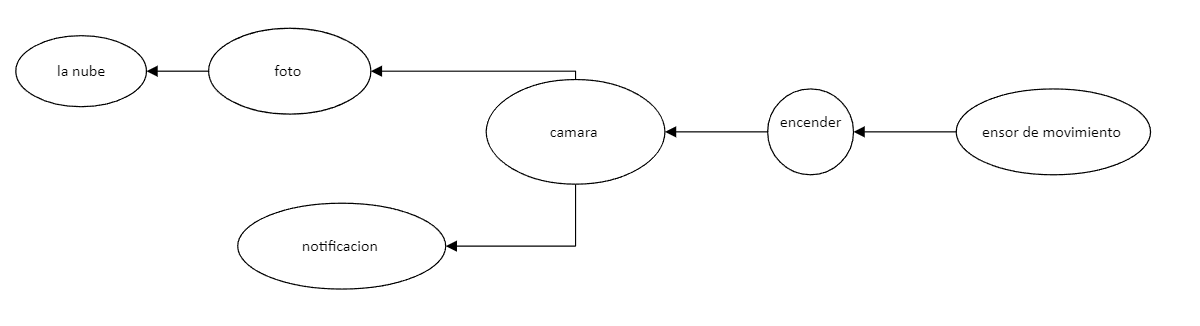 la nube
foto
camara
encender
ensor de movimiento
notificacion